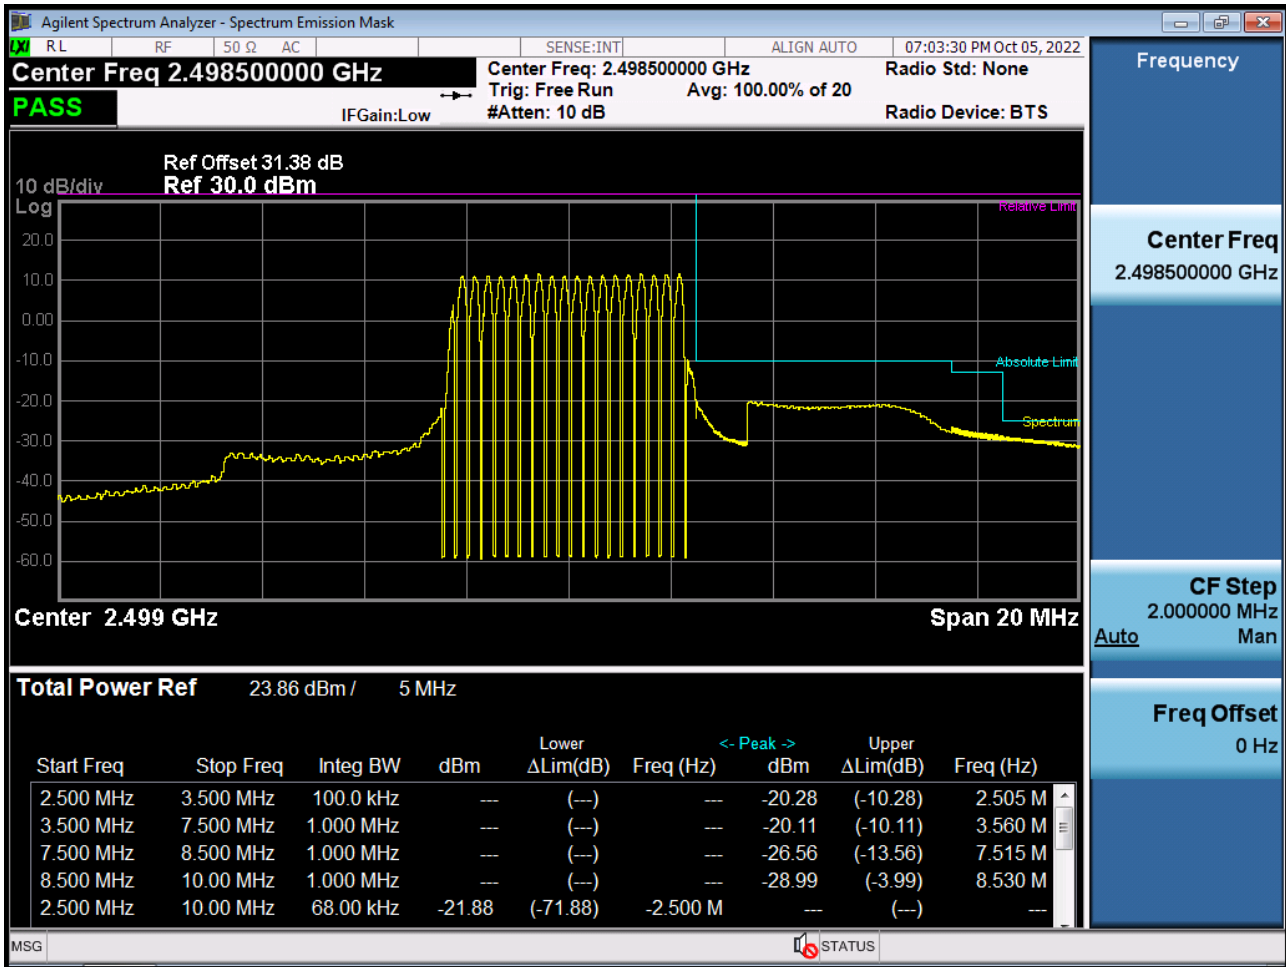 Agilent Spectrum Analyzer - Spectrum Emission Mask
LXI RL RF 50 Ω AC SENSE:INT ALIGN AUTO 07:03:30 PM Oct 05, 2022
Center Freq 2.498500000 GHz
Center Freq: 2.498500000 GHz Radio Std: None
Trig: Free Run Avg: 100.00% of 20
PASS
IFGain:Low #Atten: 10 dB Radio Device: BTS
Ref Offset 31.38 dB
10 dB/div Ref 30.0 dBm
Log
Relative Limit
20.0
10.0
0.00
-10.0
Absolute Limit
-20.0
Spectrum
-30.0
-40.0
-50.0
-60.0
Center 2.499 GHz Span 20 MHz
Total Power Ref 23.86 dBm / 5 MHz
Lower <- Peak -> Upper
Start Freq Stop Freq Integ BW dBm ΔLim(dB) Freq (Hz) dBm ΔLim(dB) Freq (Hz)
2.500 MHz 3.500 MHz 100.0 kHz --- (---) --- -20.28 (-10.28) 2.505 M
3.500 MHz 7.500 MHz 1.000 MHz --- (---) --- -20.11 (-10.11) 3.560 M
7.500 MHz 8.500 MHz 1.000 MHz --- (---) --- -26.56 (-13.56) 7.515 M
8.500 MHz 10.00 MHz 1.000 MHz --- (---) --- -28.99 (-3.99) 8.530 M
2.500 MHz 10.00 MHz 68.00 kHz -21.88 (-71.88) -2.500 M --- (---) ---
MSG STATUS
Frequency
Center Freq
2.498500000 GHz
CF Step
2.000000 MHz
Auto Man
Freq Offset
0 Hz